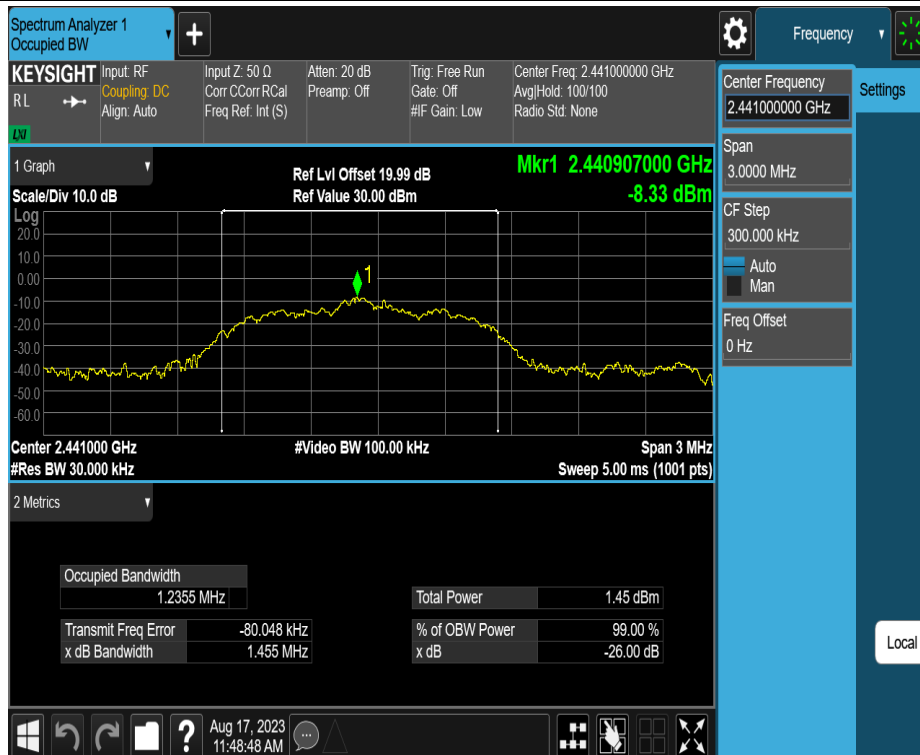 Spectrum Analyzer 1
Occupied BW
Frequency
KEYSIGHT
RL
LXI
Input: RF
Coupling: DC
Align: Auto
Input Z: 50 Ω
Corr CCorr RCal
Freq Ref: Int (S)
Atten: 20 dB
Preamp: Off
Trig: Free Run
Gate: Off
#IF Gain: Low
Center Freq: 2.441000000 GHz
Avg|Hold: 100/100
Radio Std: None
Center Frequency
2.441000000 GHz
Settings
Span
3.0000 MHz
CF Step
300.000 kHz
Auto
Man
Freq Offset
0 Hz
1 Graph
Scale/Div 10.0 dB
Ref Lvl Offset 19.99 dB
Ref Value 30.00 dBm
Mkr1 2.440907000 GHz
-8.33 dBm
Log
20.0
10.0
0.00
-10.0
-20.0
-30.0
-40.0
-50.0
-60.0
1
Center 2.441000 GHz
#Video BW 100.00 kHz
Span 3 MHz
#Res BW 30.000 kHz
Sweep 5.00 ms (1001 pts)
2 Metrics
Occupied Bandwidth
1.2355 MHz
Total Power 1.45 dBm
Transmit Freq Error -80.048 kHz
% of OBW Power 99.00 %
x dB Bandwidth 1.455 MHz
x dB -26.00 dB
Local
?
Aug 17, 2023
11:48:48 AM